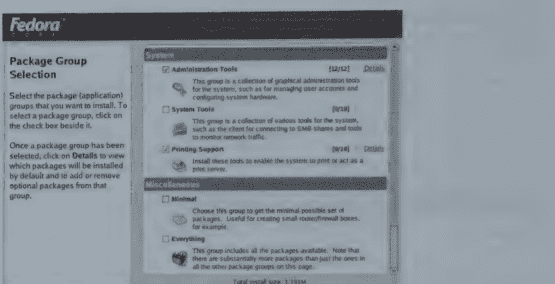 Fedora
Package Group
Selection
Select the package (application)
groups that you want to install. To
select a package group, click on
the check box beside it.
Once a package group has been
selected, click on Details to view
which packages will be installed
by default and to add or remove
optional packages from that
group.
System
Administration Tools [12/12] Details
This group is a collection of graphical administration tools
for the system, such as for managing user accounts and
configuring system hardware.
System Tools
This group is a collection of various tools for the system,
such as the client for connecting to SMB shares and tools
to monitor network traffic.
Printing Support Details
Install these tools to enable the system to print or act as a
print server.
Miscellaneous
Minimal
Choose this group to get the minimal possible set of
packages. Useful for creating small router/firewall boxes,
for example.
Everything
This group includes all the packages available. Note that
there are substantially more packages than just the ones in
all the other package groups on this page.
Total install size: